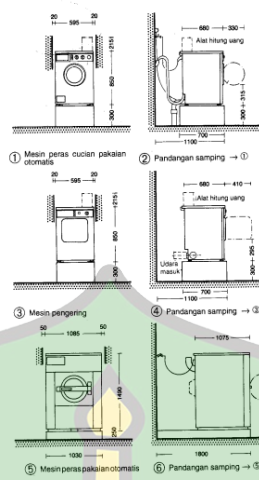 20 20
595
215
850
300
① Mesin peras cucian pakaian
otomatis
680 330
Alat hitung uang
315
300
700
1100
② Pandangan samping → ①
20 20
595
215
850
300
③ Mesin pengering
680 410
Alat hitung uang
Udara
masuk
295
300
700
1100
④ Pandangan samping → ③
50 50
1085
1400
250
1030
⑤ Mesin peras pakaian otomatis
1075
1800
⑥ Pandangan samping → ⑤